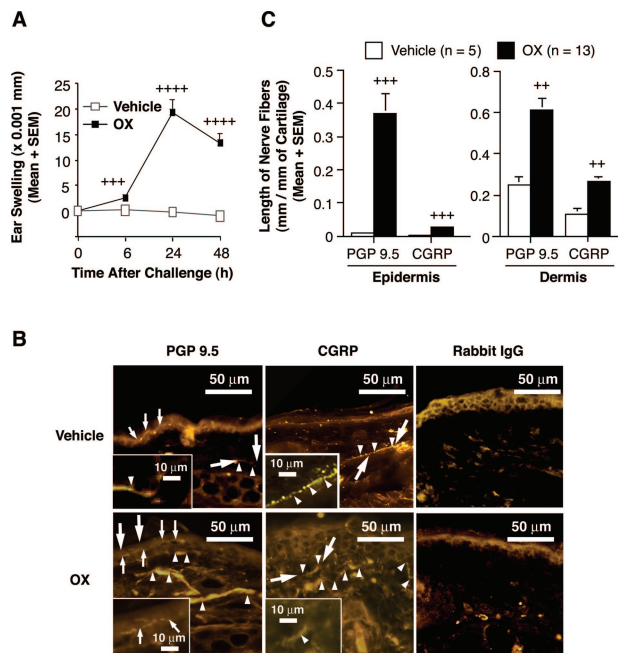 A
Ear Swelling (x 0.001 mm)
(Mean + SEM)
25
20
15
10
5
0
Vehicle
OX
+++
++++
++++
0 6 24 48
Time After Challenge (h)
C
Vehicle (n = 5) OX (n = 13)
Length of Nerve Fibers
(mm / mm of Cartilage)
(Mean + SEM)
0.5
0.4
0.3
0.2
0.1
0
+++
+++
PGP 9.5 CGRP
Epidermis
0.8
0.6
0.4
0.2
0
++
++
PGP 9.5 CGRP
Dermis
B
PGP 9.5 CGRP Rabbit IgG
Vehicle
50 μm 50 μm 50 μm
10 μm 10 μm
OX
50 μm 50 μm 50 μm
10 μm 10 μm